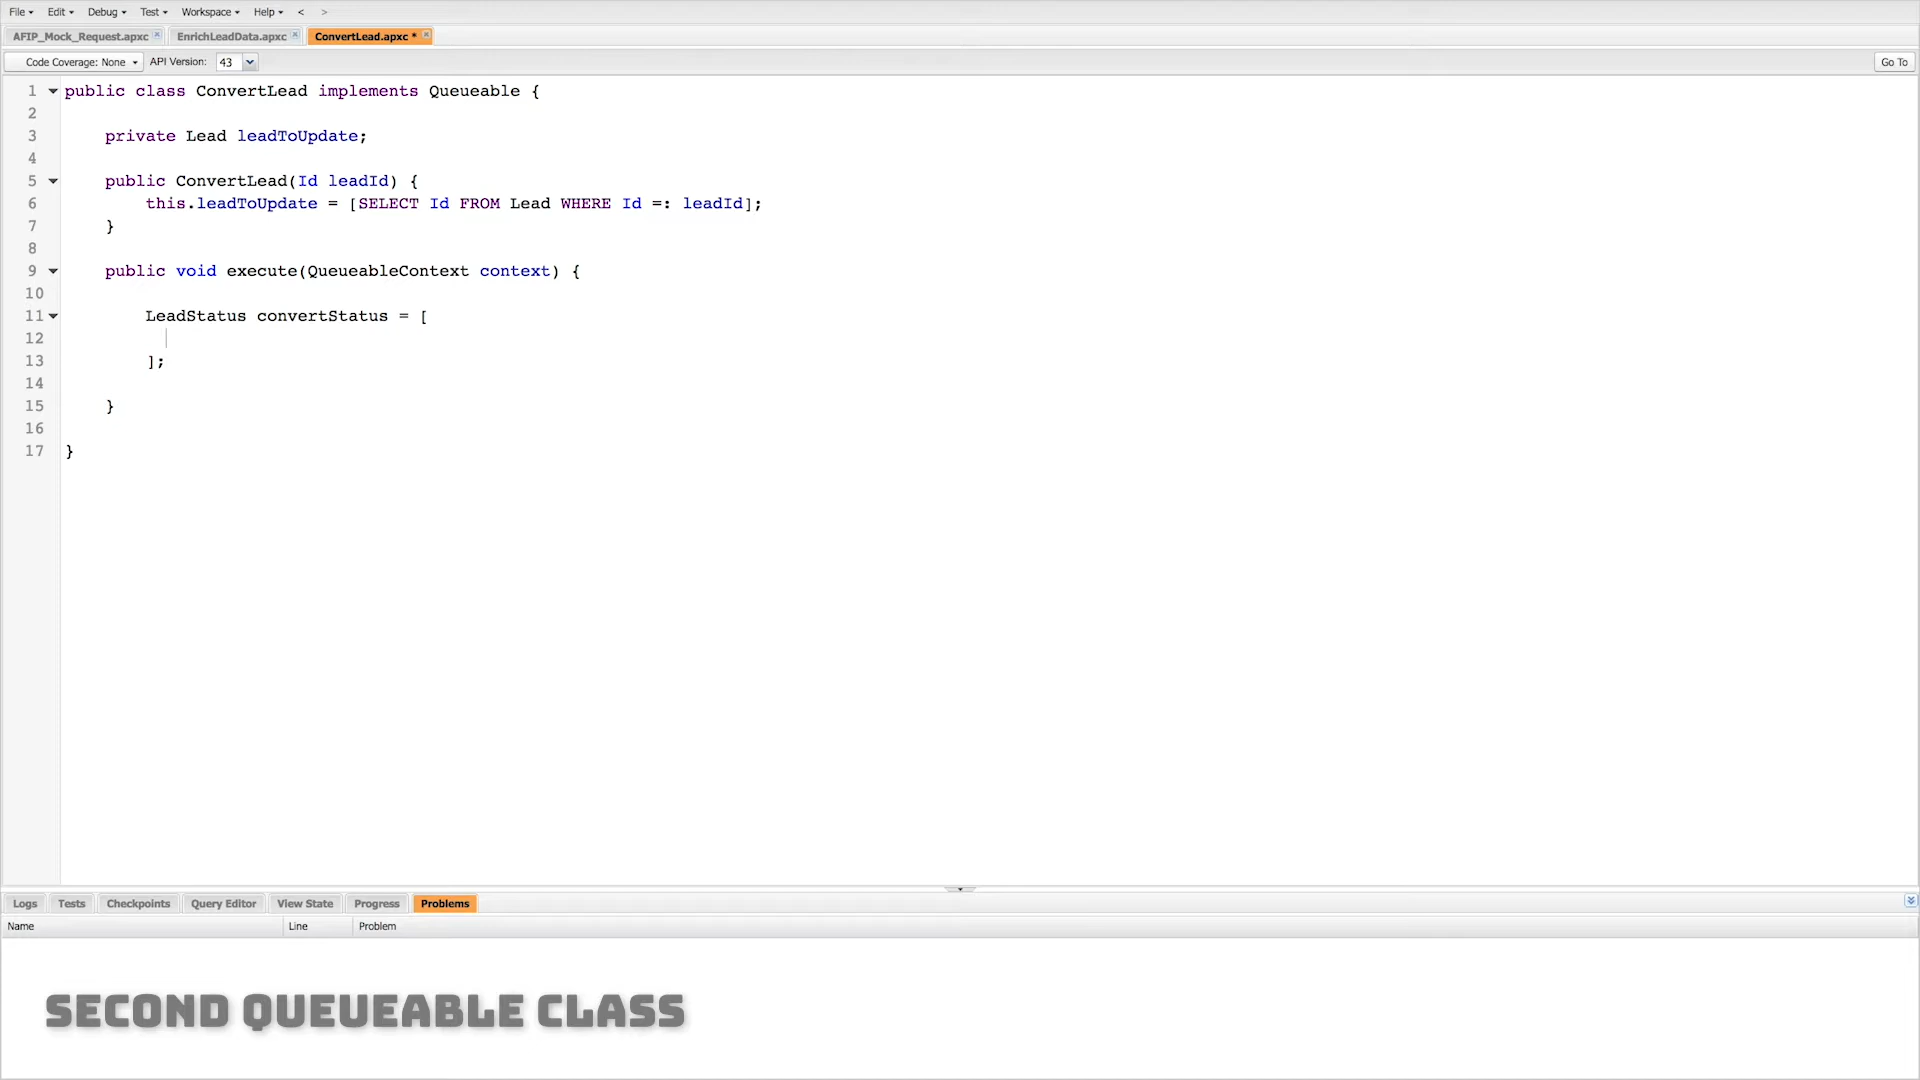 File Edit Debug Test Workspace Help < >
AFIP_Mock_Request.apxc EnrichLeadData.apxc ConvertLead.apxc *
Code Coverage: None API Version: 43 Go To
1 public class ConvertLead implements Queueable {
2
3 private Lead leadToUpdate;
4
5 public ConvertLead(Id leadId) {
6 this.leadToUpdate = [SELECT Id FROM Lead WHERE Id =: leadId];
7 }
8
9 public void execute(QueueableContext context) {
10
11 LeadStatus convertStatus = [
12
13 ];
14
15 }
16
17 }
Logs Tests Checkpoints Query Editor View State Progress Problems
Name Line Problem
SECOND QUEUEABLE CLASS